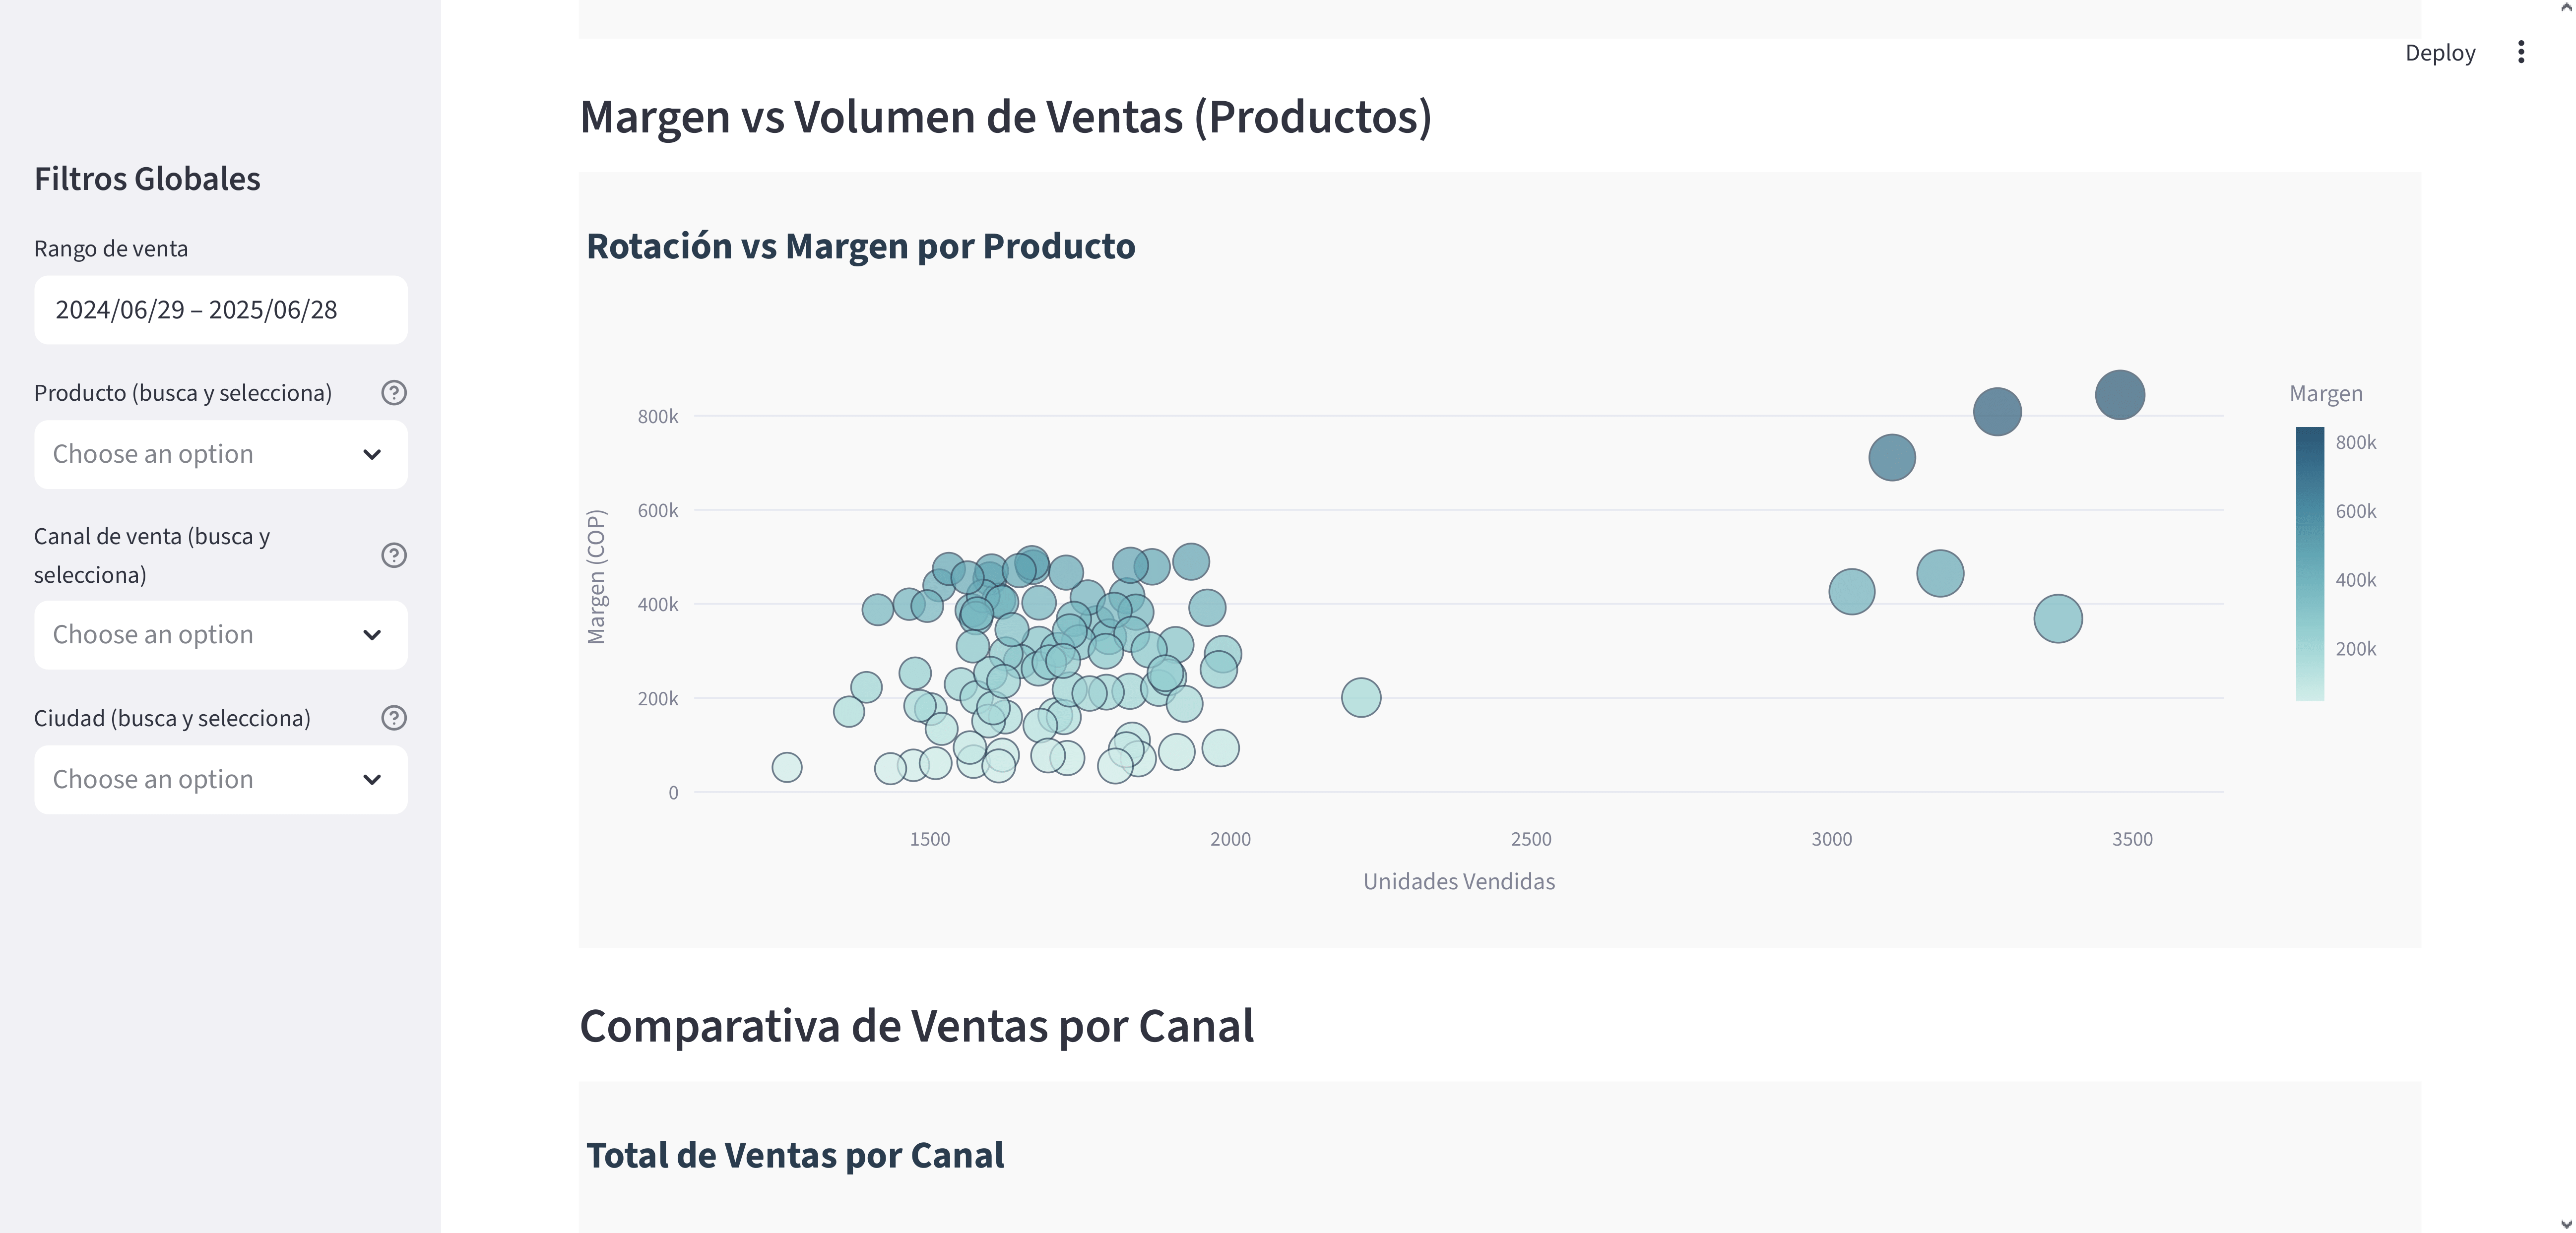 Deploy
Filtros Globales
Rango de venta
2024/06/29 – 2025/06/28
Producto (busca y selecciona)
Choose an option
Canal de venta (busca y
selecciona)
Choose an option
Ciudad (busca y selecciona)
Choose an option
Margen vs Volumen de Ventas (Productos)
Rotación vs Margen por Producto
Margen (COP)
800k
600k
400k
200k
0
1500
2000
2500
3000
3500
Unidades Vendidas
Margen
800k
600k
400k
200k
Comparativa de Ventas por Canal
Total de Ventas por Canal